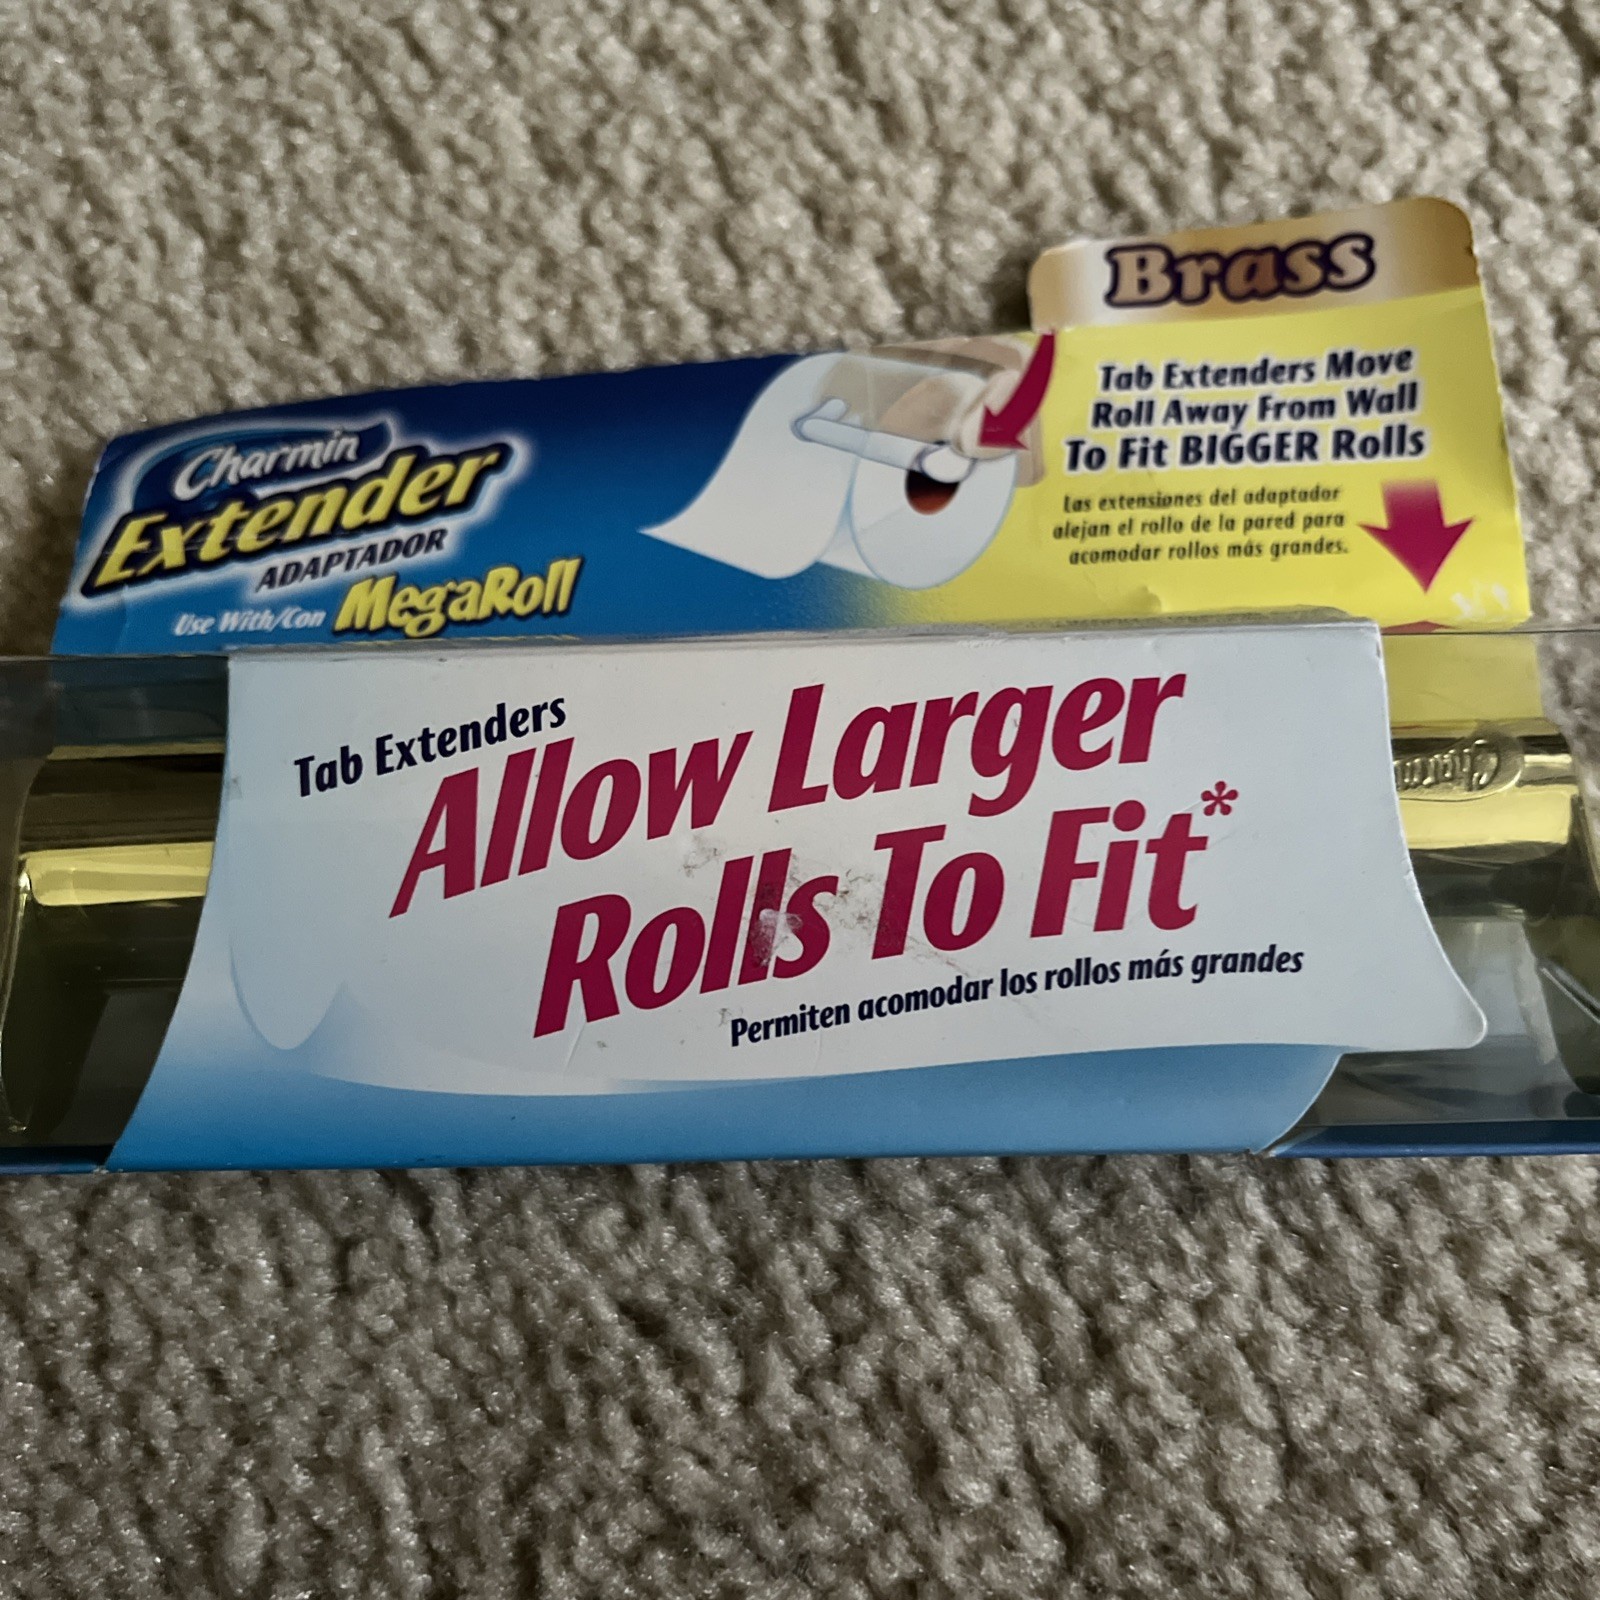 Brass
Charmin
Extender
ADAPTADOR
Use With/Con MegaRoll
Tab Extenders Move
Roll Away From Wall
To Fit BIGGER Rolls
Las extensiones del adaptador
alejan el rollo de la pared para
acomodar rollos más grandes.
Tab Extenders
Allow Larger
Rolls To Fit*
Permiten acomodar los rollos más grandes